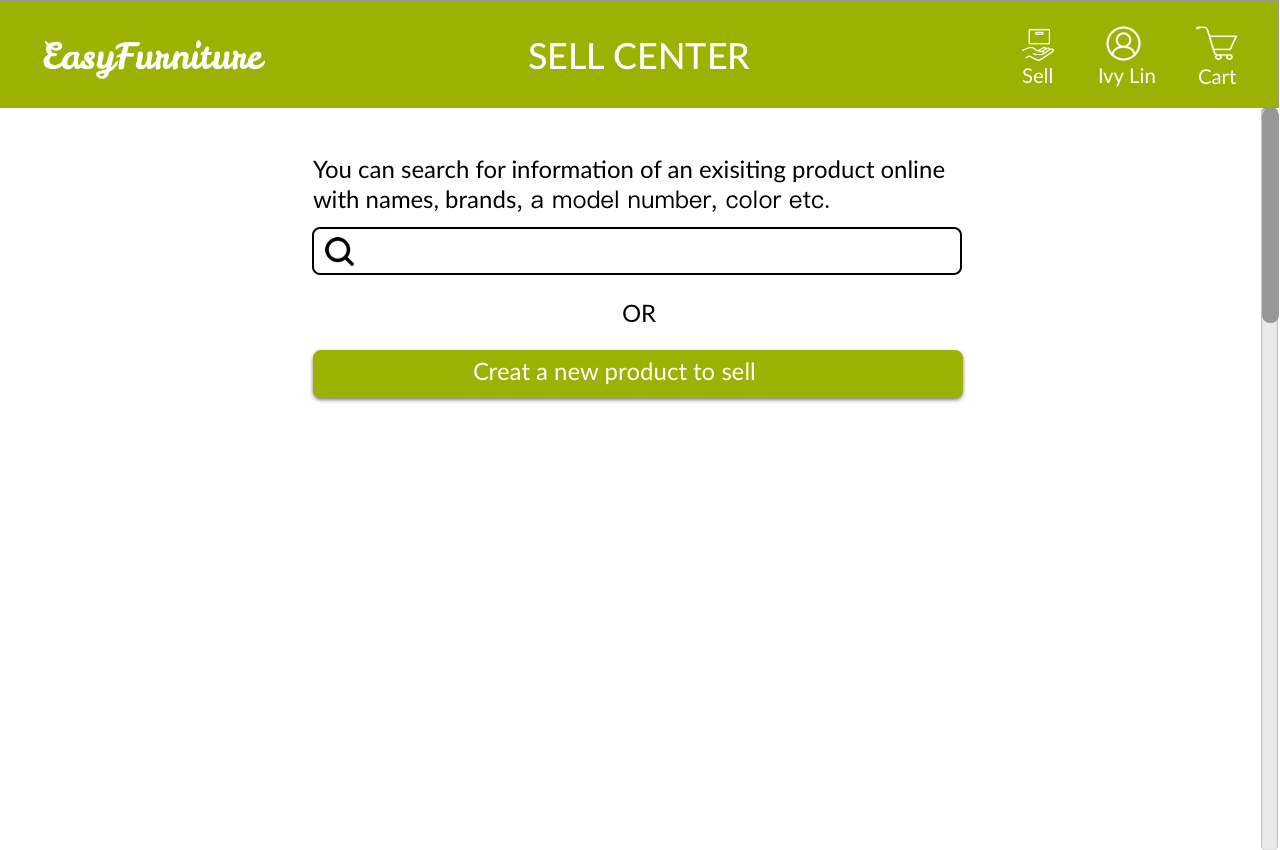 EasyFurniture
SELL CENTER
Sell
Ivy Lin
Cart
You can search for information of an exisiting product online
with names, brands, a model number, color etc.
OR
Creat a new product to sell